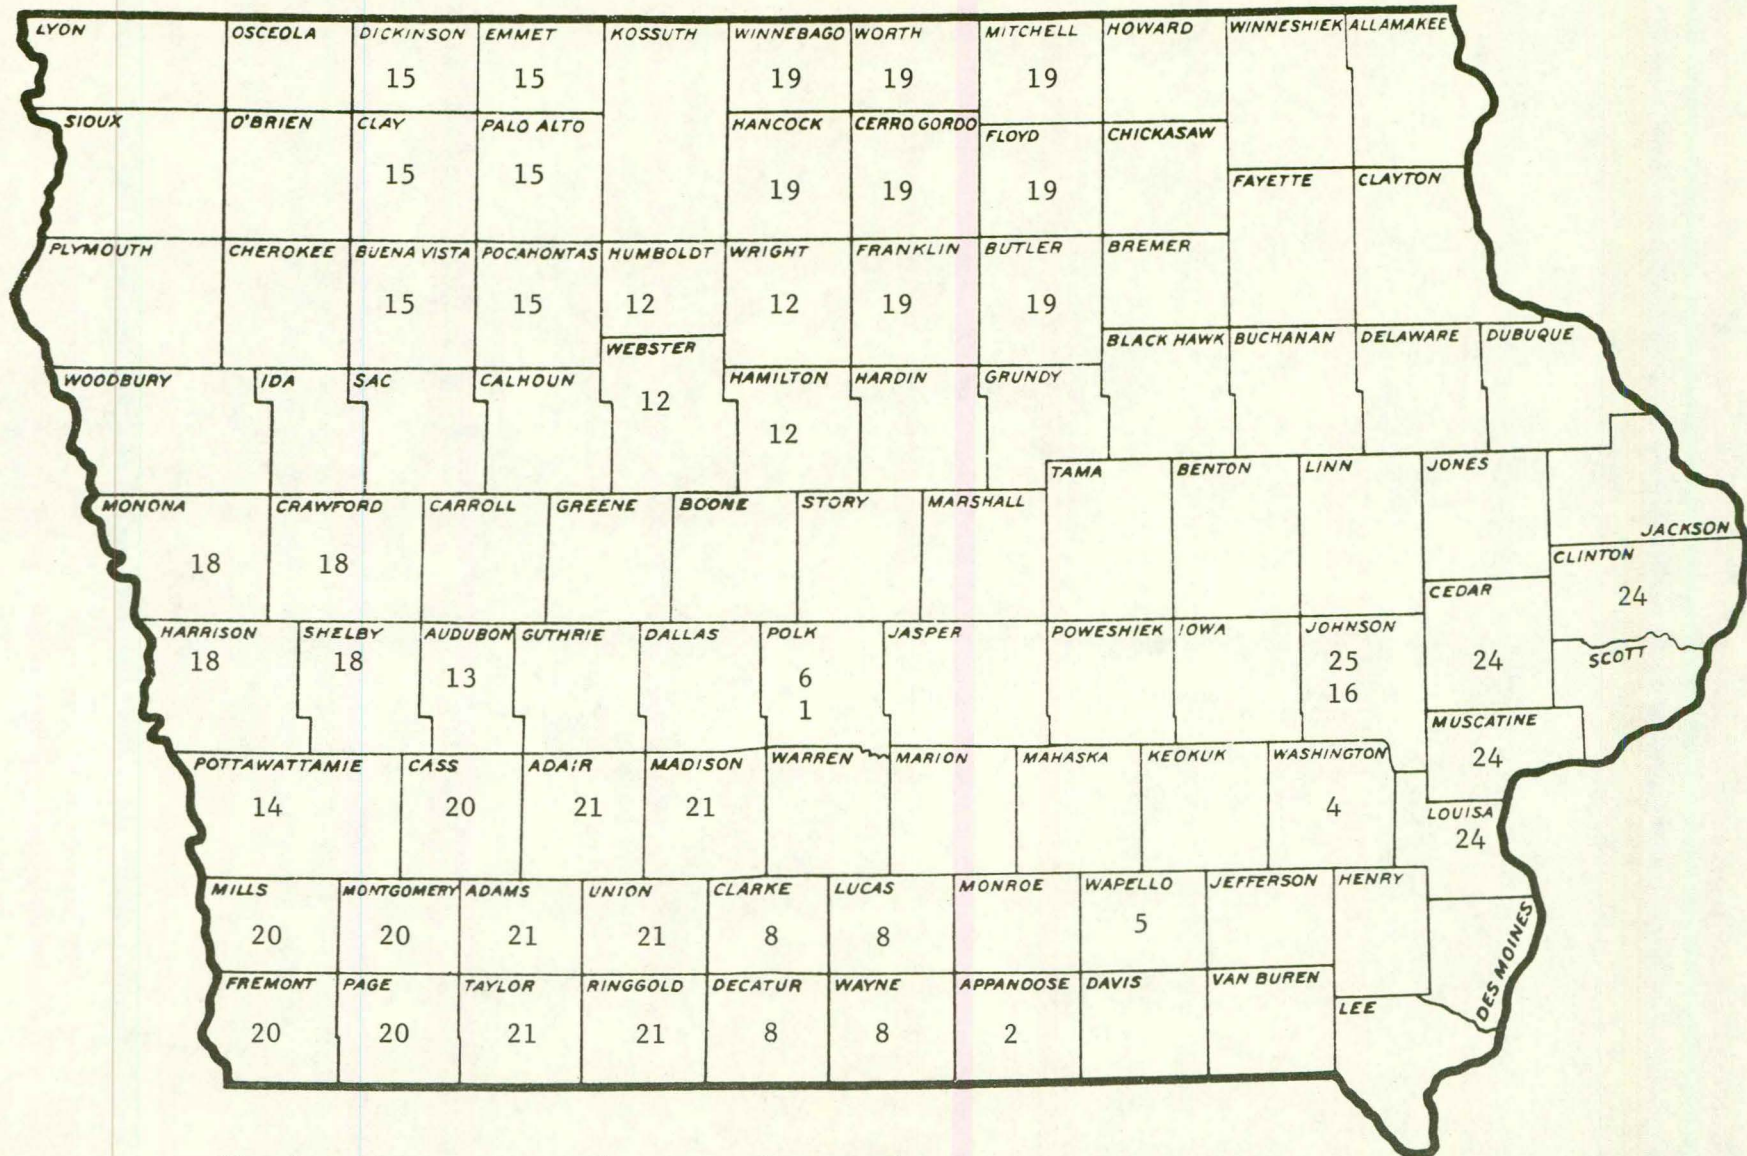 LYON OSCEOLA DICKINSON EMMET KOSSUTH WINNEBAGO WORTH MITCHELL HOWARD WINNESHIEK ALLAMAKEE
15 15 19 19 19
SIOUX O'BRIEN CLAY PALO ALTO HANCOCK CERRO GORDO FLOYD CHICKASAW
15 15 19 19 19
FAYETTE CLAYTON
PLYMOUTH CHEROKEE BUENA VISTA POCAHONTAS HUMBOLDT WRIGHT FRANKLIN BUTLER BREMER
15 15 12 12 19 19
WEBSTER BLACK HAWK BUCHANAN DELAWARE DUBUQUE
12
WOODBURY IDA SAC CALHOUN HAMILTON HARDIN GRUNDY
12
TAMA BENTON LINN JONES
MONONA CRAWFORD CARROLL GREENE BOONE STORY MARSHALL
JACKSON
18 18
CLINTON
24
CEDAR
24
HARRISON SHELBY AUDUBON GUTHRIE DALLAS POLK JASPER POWESHIEK IOWA JOHNSON
18 18 13 6 25
1 16
SCOTT
MUSCATINE
24
POTTAWATTAMIE CASS ADAIR MADISON WARREN MARION MAHASKA KEOKUK WASHINGTON
14 20 21 21 4
LOUISA
24
MILLS MONTGOMERY ADAMS UNION CLARKE LUCAS MONROE WAPELLO JEFFERSON HENRY
20 20 21 21 8 8 5
DES MOINES
FREMONT PAGE TAYLOR RINGGOLD DECATUR WAYNE APPANOOSE DAVIS VAN BUREN
20 20 21 21 8 8 2
LEE